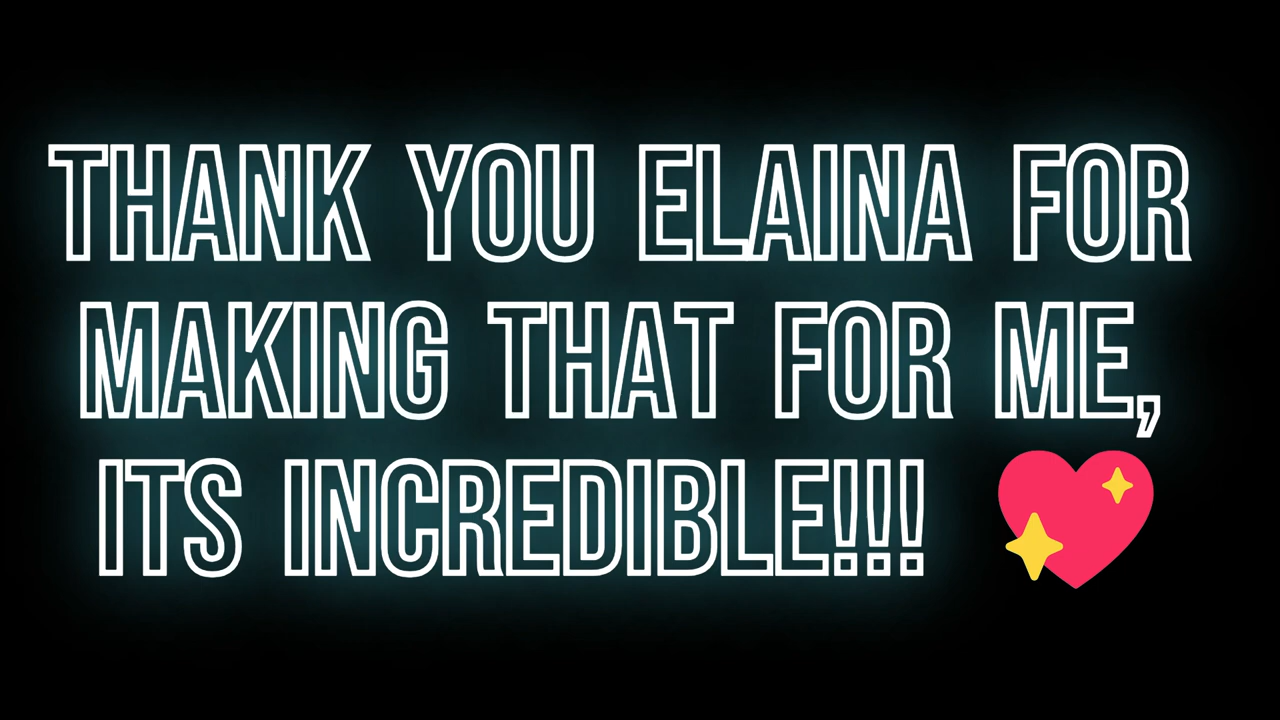 THANK YOU ELAINA FOR
MAKING THAT FOR ME,
ITS INCREDIBLE!!! 💖